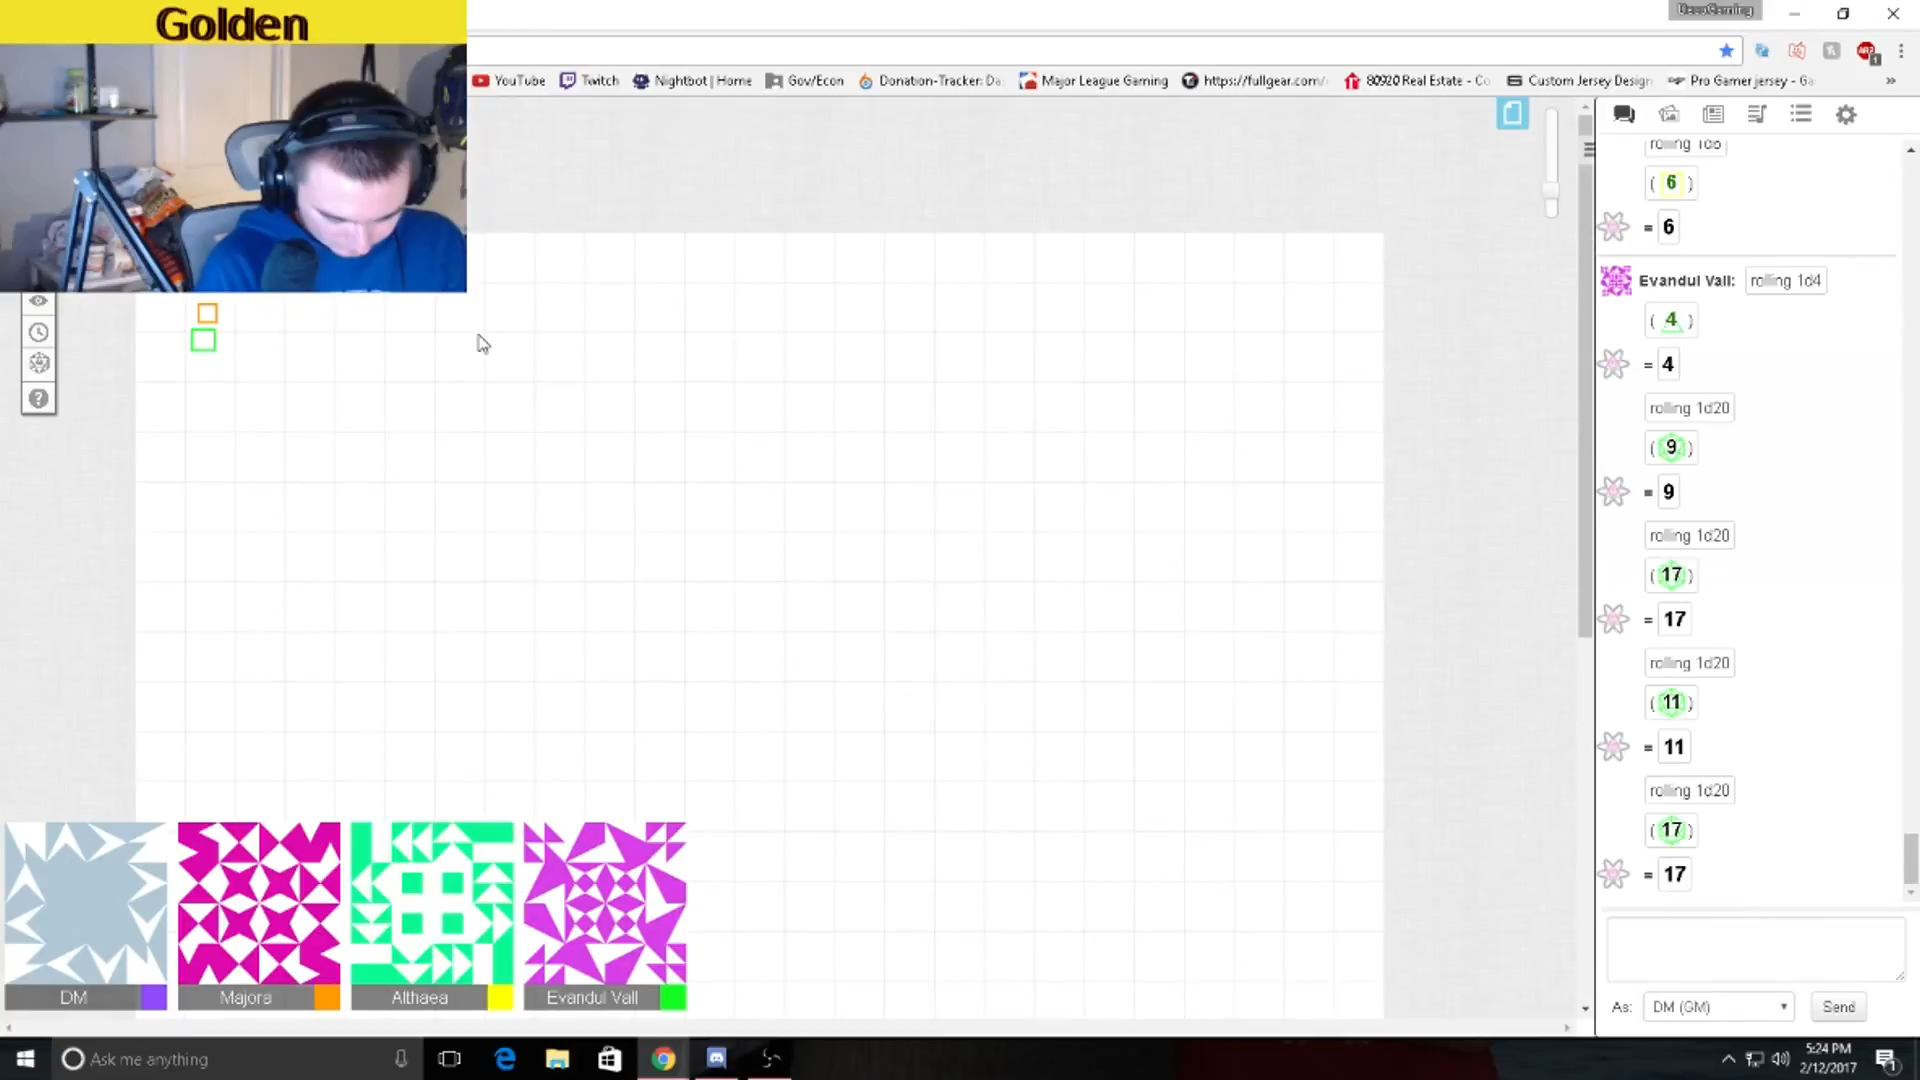 Golden
DecoGaming
YouTube
Twitch
Nightbot | Home
Gov/Econ
Donation-Tracker: Da
Major League Gaming
https://fullgear.com/
80920 Real Estate - Co
Custom Jersey Design
Pro Gamer jersey - Ga
»
( 6 )
= 6
Evandul Vall: rolling 1d4
( 4 )
= 4
rolling 1d20
( 9 )
= 9
rolling 1d20
( 17 )
= 17
rolling 1d20
( 11 )
= 11
rolling 1d20
( 17 )
= 17
DM
Majora
Althaea
Evandul Vall
As: DM (GM) Send
Ask me anything
5:24 PM
2/12/2017